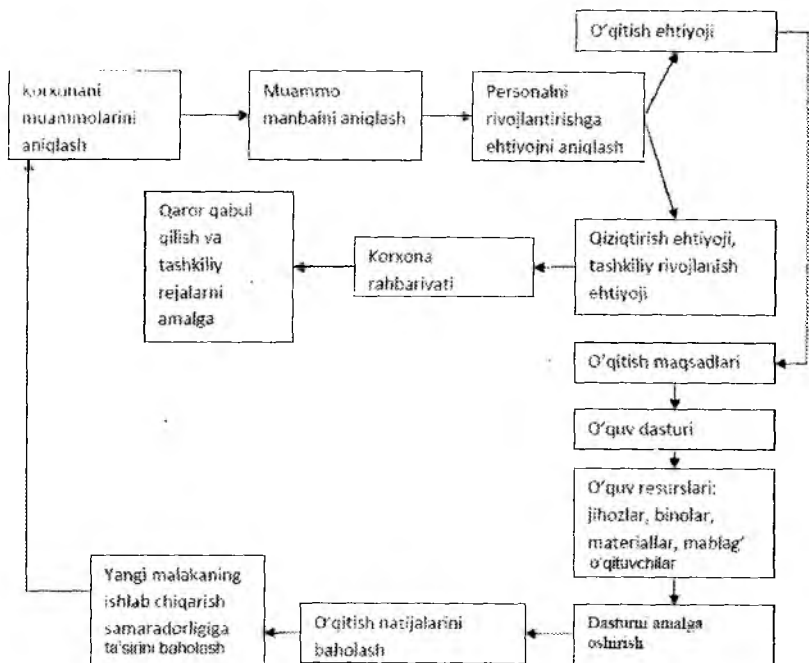 O'qitish ehtiyoji
Korxonani
muammolarini
aniqlash
Muammo
manbaini aniqlash
Personalni
rivojlantirishga
ehtiyojni aniqlash
Qaror qabul
qilish va
tashkiliy
rejalarni
amalga
Korxona
rahbariyati
Qiziqtirish ehtiyoji,
tashkiliy rivojlanish
ehtiyoji
O'qitish maqsadlari
O'quv dasturi
O'quv resurslari:
jihozlar, binolar,
materiallar, mablag'
o'qituvchilar
Yangi malakaning
ishlab chiqarish
samaradorligiga
ta'sirini baholash
O'qitish natijalarini
baholash
Dasturni amalga
oshirish